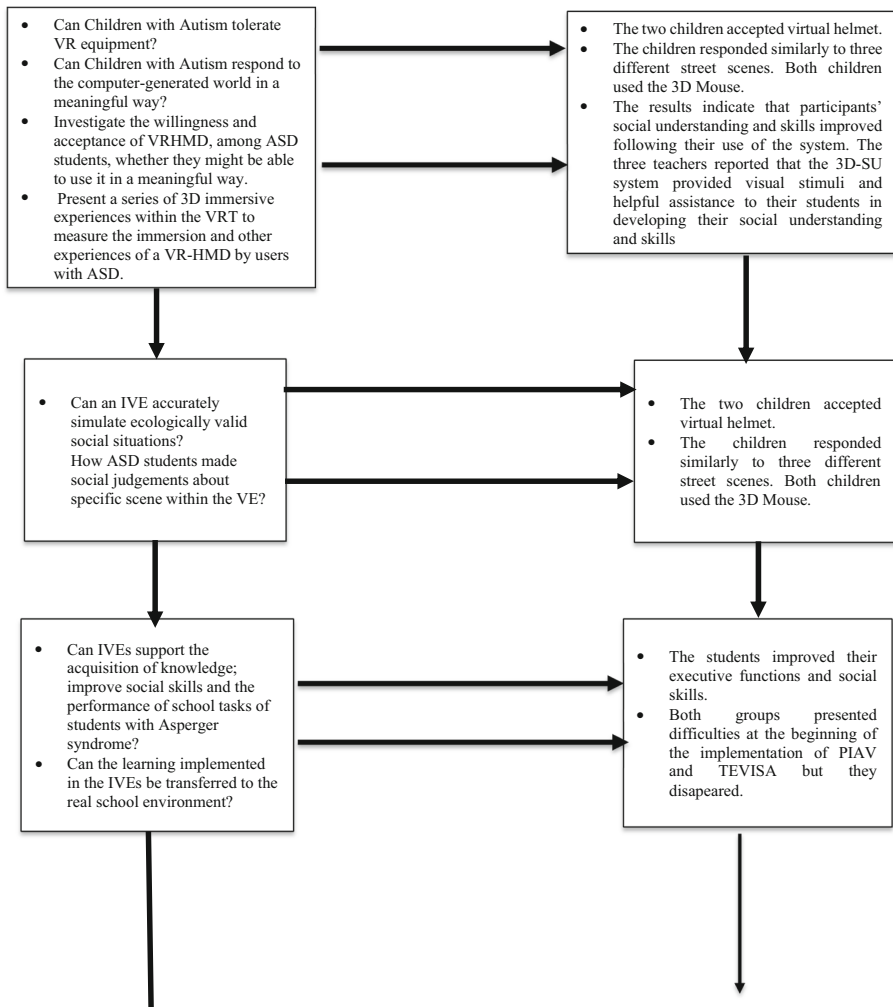 • Can Children with Autism tolerate
VR equipment?
• Can Children with Autism respond to
the computer-generated world in a
meaningful way?
• Investigate the willingness and
acceptance of VRHMD, among ASD
students, whether they might be able
to use it in a meaningful way.
• Present a series of 3D immersive
experiences within the VRT to
measure the immersion and other
experiences of a VR-HMD by users
with ASD.
• The two children accepted virtual helmet.
• The children responded similarly to three
different street scenes. Both children
used the 3D Mouse.
• The results indicate that participants’
social understanding and skills improved
following their use of the system. The
three teachers reported that the 3D-SU
system provided visual stimuli and
helpful assistance to their students in
developing their social understanding
and skills
• Can an IVE accurately
simulate ecologically valid
social situations?
How ASD students made
social judgements about
specific scene within the VE?
• The two children accepted
virtual helmet.
• The children responded
similarly to three different
street scenes. Both children
used the 3D Mouse.
• Can IVEs support the
acquisition of knowledge;
improve social skills and the
performance of school tasks of
students with Asperger
syndrome?
• Can the learning implemented
in the IVEs be transferred to the
real school environment?
• The students improved their
executive functions and social
skills.
• Both groups presented
difficulties at the beginning of
the implementation of PIAV
and TEVISA but they
disapeared.